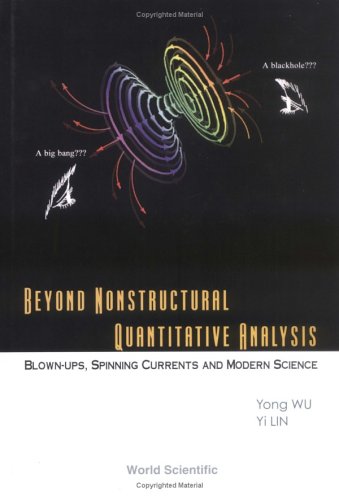 Copyrighted Material
A blackhole???
A big bang???
BEYOND NONSTRUCTURAL
QUANTITATIVE ANALYSIS
BLOWN-UPS, SPINNING CURRENTS AND MODERN SCIENCE
Yong WU
Yi LIN
World Scientific
Copyrighted Material